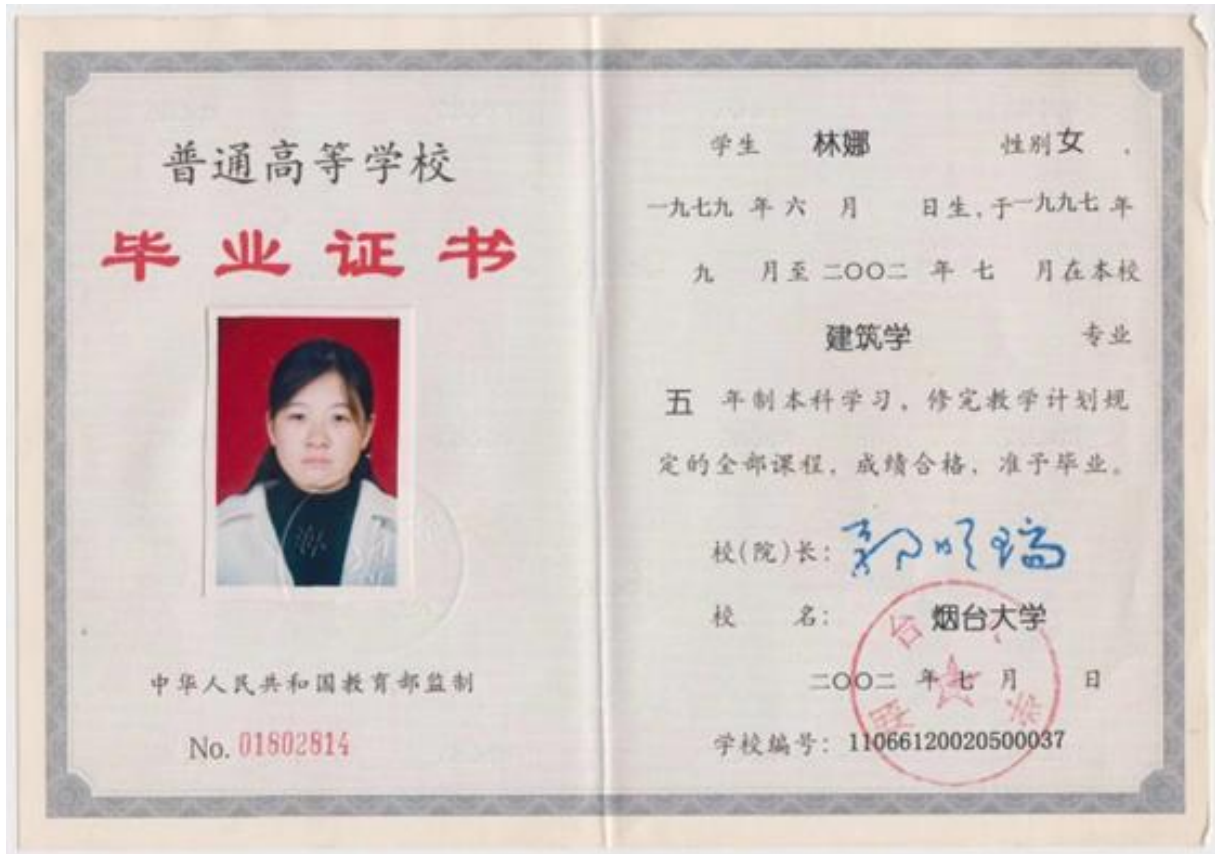 普通高等学校
毕业证书
中华人民共和国教育部监制
No. 01802814
学生 林娜 性别 女 ,
一九七九 年 六 月 日生,于 一九九七 年
九 月至 二〇〇二 年 七 月在本校
建筑学 专业
五 年制本科学习,修完教学计划规
定的全部课程,成绩合格,准予毕业。
校(院)长:
校 名: 烟台大学
二〇〇二 年 七 月 日
学校编号: 11066120020500037